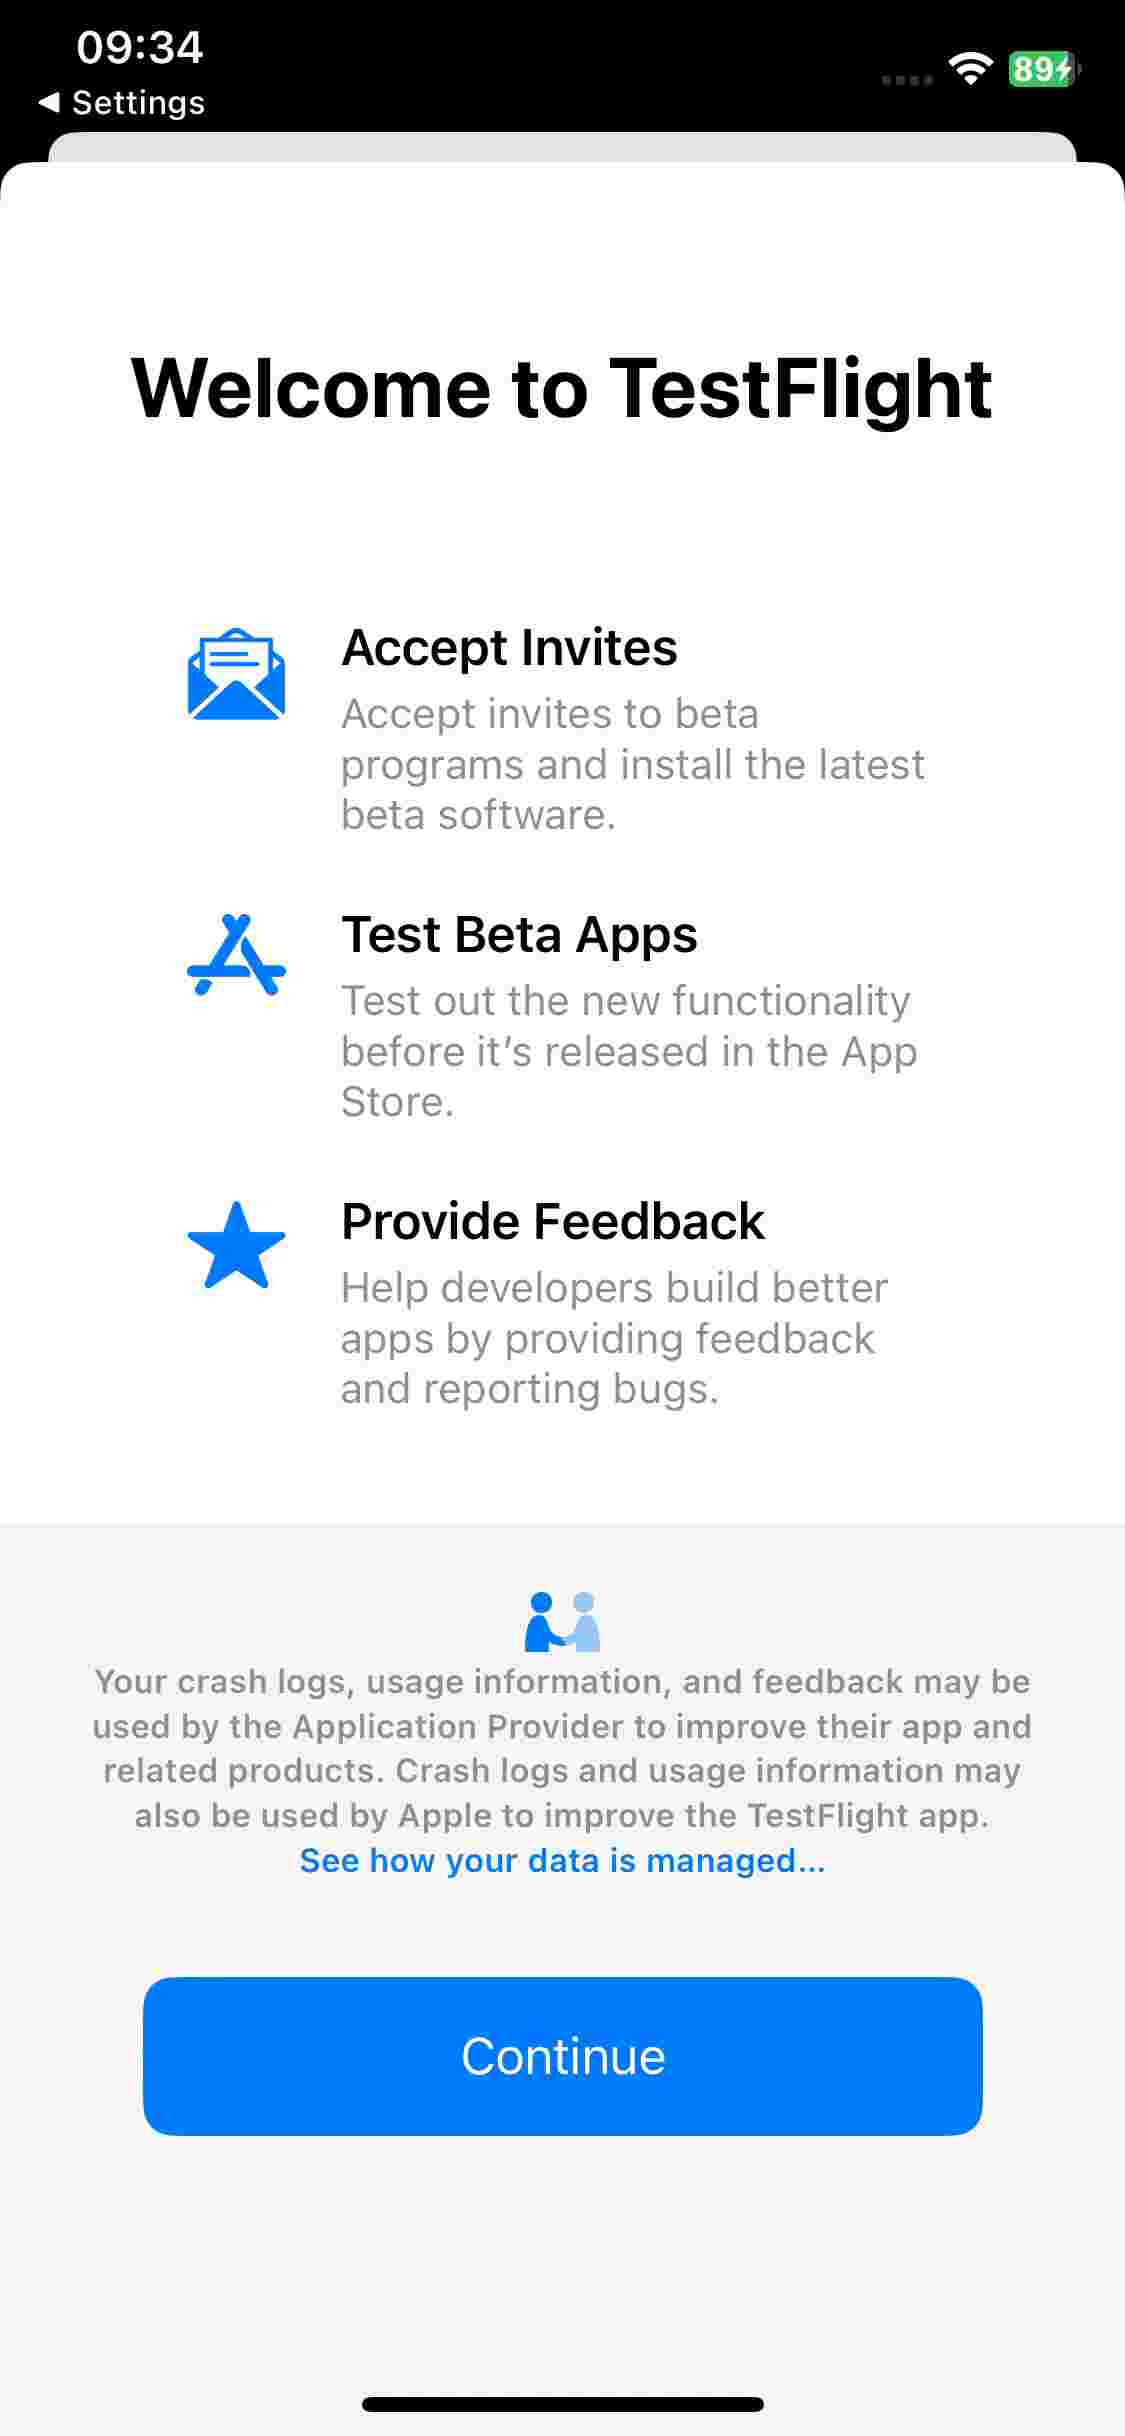 09:34
◀ Settings
89
Welcome to TestFlight
Accept Invites
Accept invites to beta
programs and install the latest
beta software.
Test Beta Apps
Test out the new functionality
before it’s released in the App
Store.
Provide Feedback
Help developers build better
apps by providing feedback
and reporting bugs.
Your crash logs, usage information, and feedback may be
used by the Application Provider to improve their app and
related products. Crash logs and usage information may
also be used by Apple to improve the TestFlight app.
See how your data is managed...
Continue